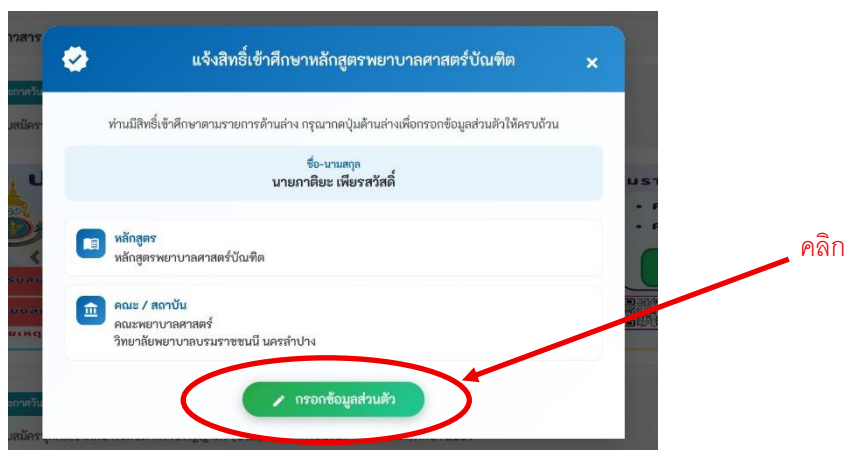 แจ้งสิทธิ์เข้าศึกษาหลักสูตรพยาบาลศาสตร์บัณฑิต
ท่านมีสิทธิ์เข้าศึกษาตามรายการด้านล่าง กรุณากดปุ่มด้านล่างเพื่อกรอกข้อมูลส่วนตัวให้ครบถ้วน
ชื่อ-นามสกุล
นายภาติยะ เพียรสวัสดิ์
หลักสูตร
หลักสูตรพยาบาลศาสตร์บัณฑิต
คณะ / สถาบัน
คณะพยาบาลศาสตร์
วิทยาลัยพยาบาลบรมราชชนนี นครลำปาง
กรอกข้อมูลส่วนตัว
คลิก